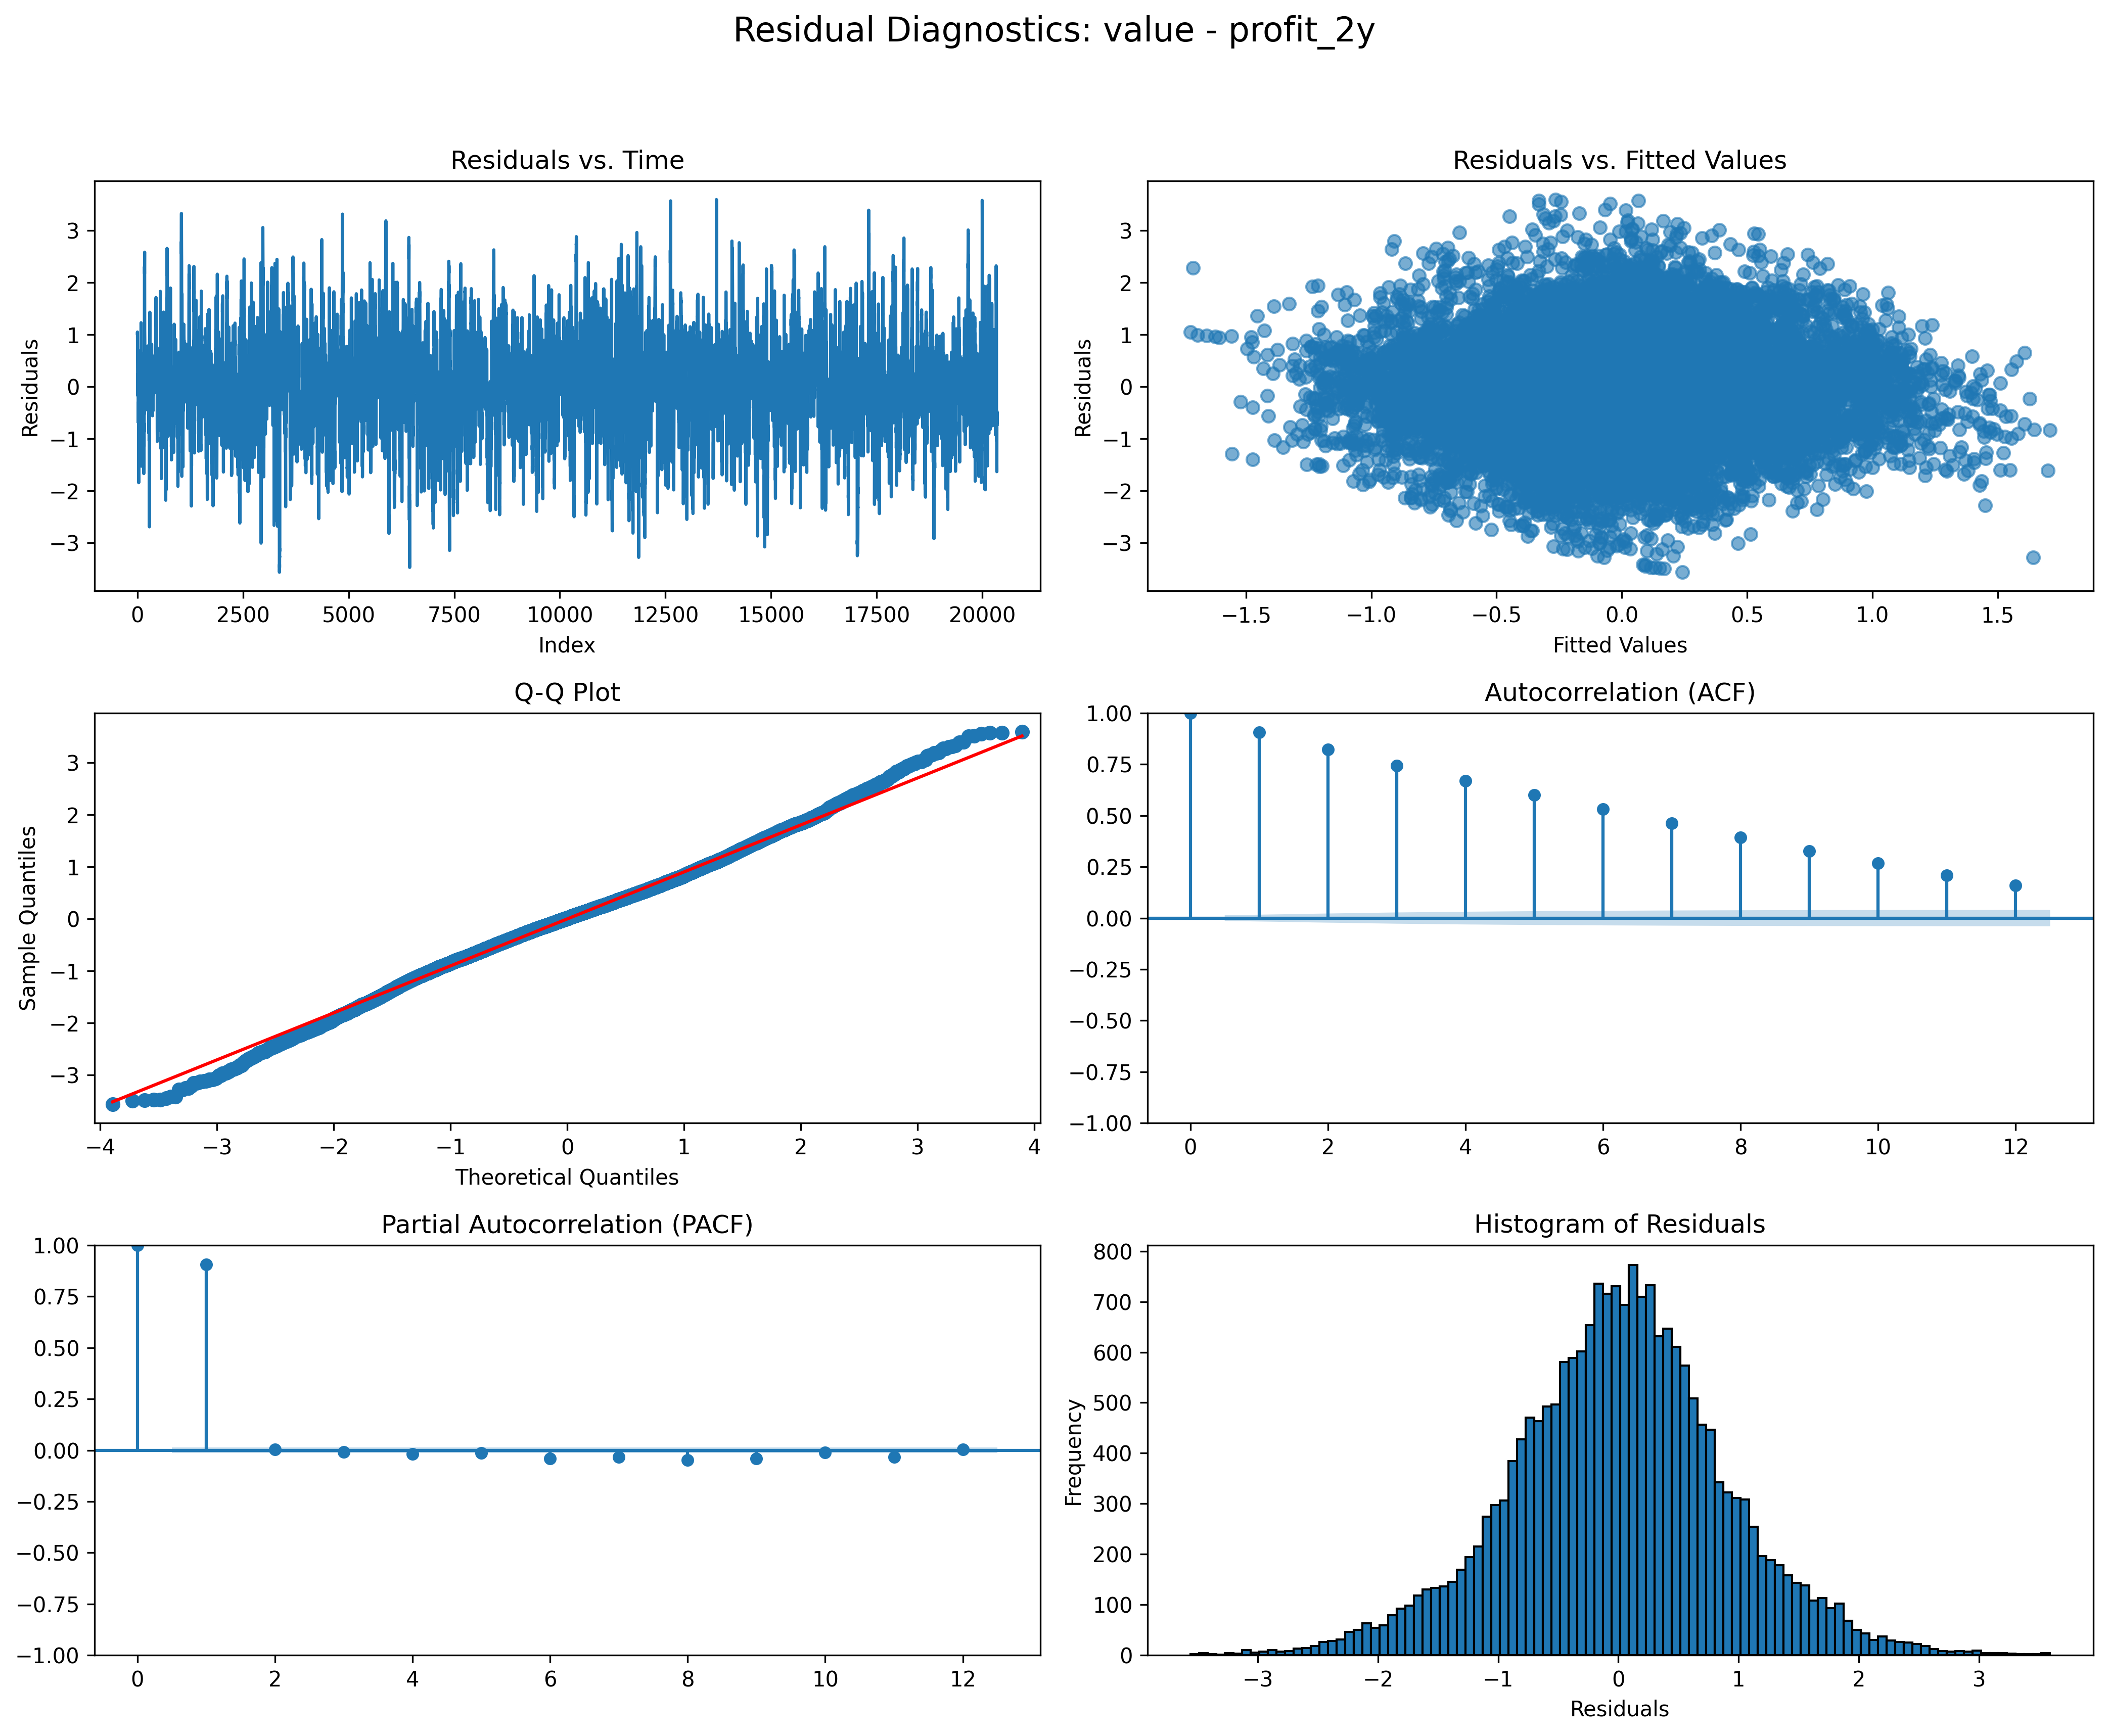 Residual Diagnostics: value - profit_2y
Residuals vs. Time
3
2
1
0
−1
−2
−3
Residuals
0 2500 5000 7500 10000 12500 15000 17500 20000
Index
Residuals vs. Fitted Values
3
2
1
0
−1
−2
−3
Residuals
−1.5 −1.0 −0.5 0.0 0.5 1.0 1.5
Fitted Values
Q-Q Plot
3
2
1
0
−1
−2
−3
Sample Quantiles
−4 −3 −2 −1 0 1 2 3 4
Theoretical Quantiles
Autocorrelation (ACF)
1.00
0.75
0.50
0.25
0.00
−0.25
−0.50
−0.75
−1.00
0 2 4 6 8 10 12
Partial Autocorrelation (PACF)
1.00
0.75
0.50
0.25
0.00
−0.25
−0.50
−0.75
−1.00
0 2 4 6 8 10 12
Histogram of Residuals
800
700
600
500
400
300
200
100
0
Frequency
−3 −2 −1 0 1 2 3
Residuals